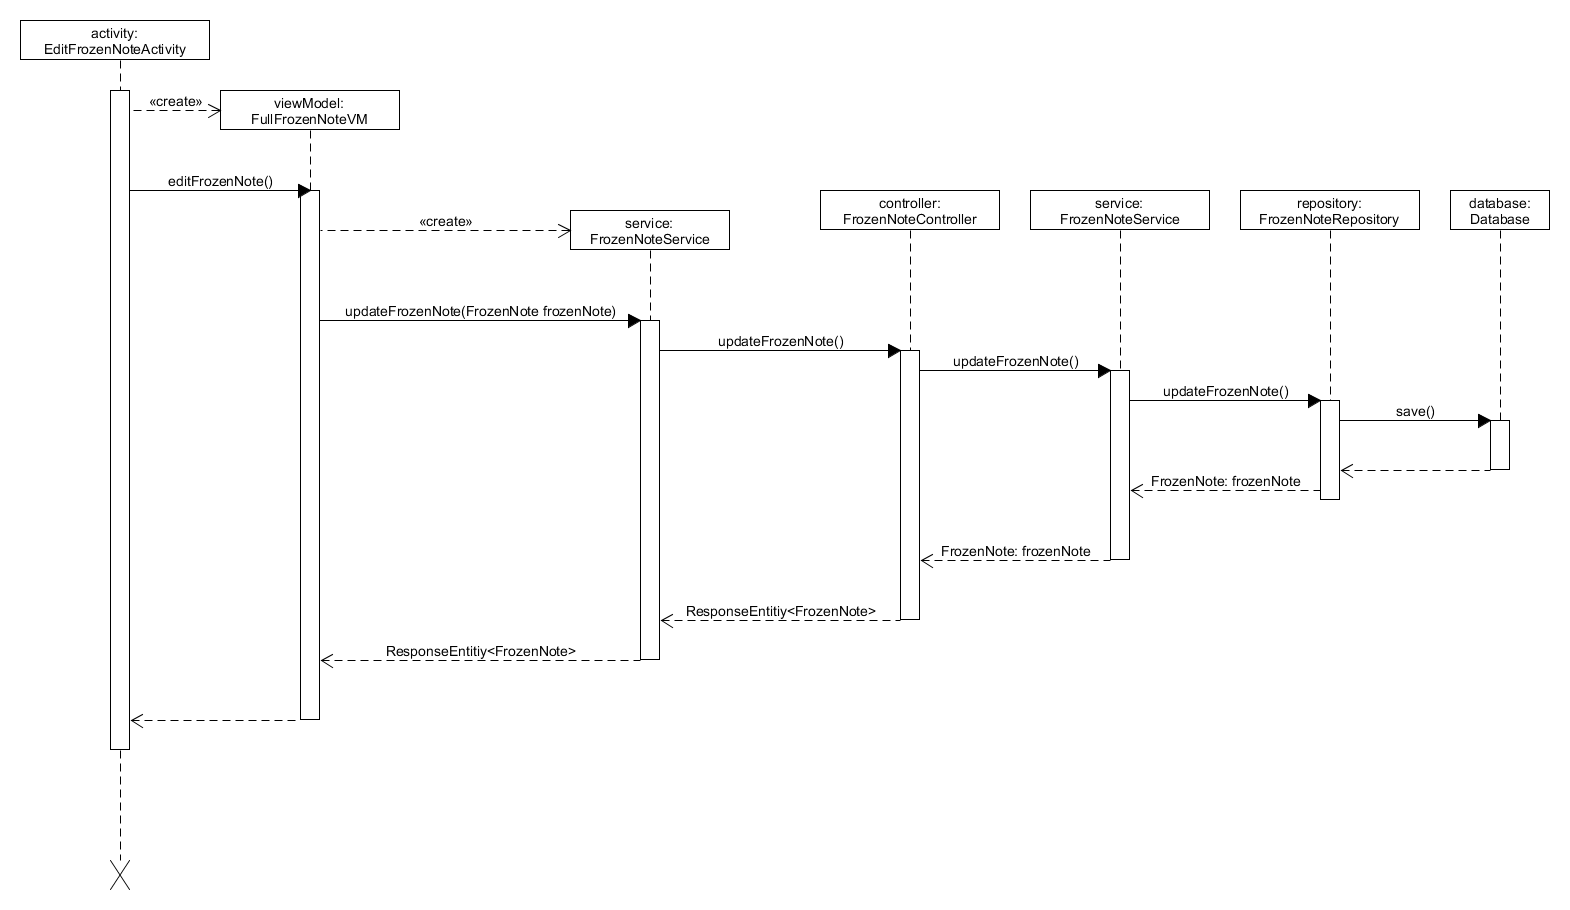 activity:
EditFrozenNoteActivity
«create»
viewModel:
FullFrozenNoteVM
editFrozenNote()
«create»
service:
FrozenNoteService
controller:
FrozenNoteController
service:
FrozenNoteService
repository:
FrozenNoteRepository
database:
Database
updateFrozenNote(FrozenNote frozenNote)
updateFrozenNote()
updateFrozenNote()
updateFrozenNote()
save()
FrozenNote: frozenNote
FrozenNote: frozenNote
ResponseEntitiy<FrozenNote>
ResponseEntitiy<FrozenNote>